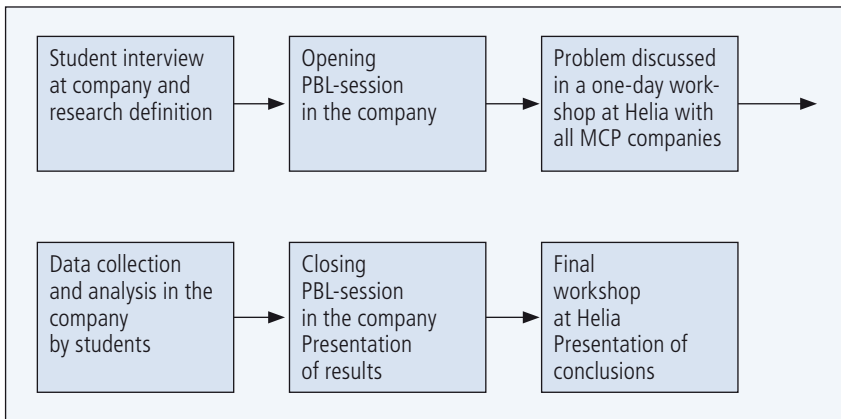 Student interview
at company and
research definition
Opening
PBL-session
in the company
Problem discussed
in a one-day work-
shop at Helia with
all MCP companies
Data collection
and analysis in the
company
by students
Closing
PBL-session
in the company
Presentation
of results
Final
workshop
at Helia
Presentation of
conclusions